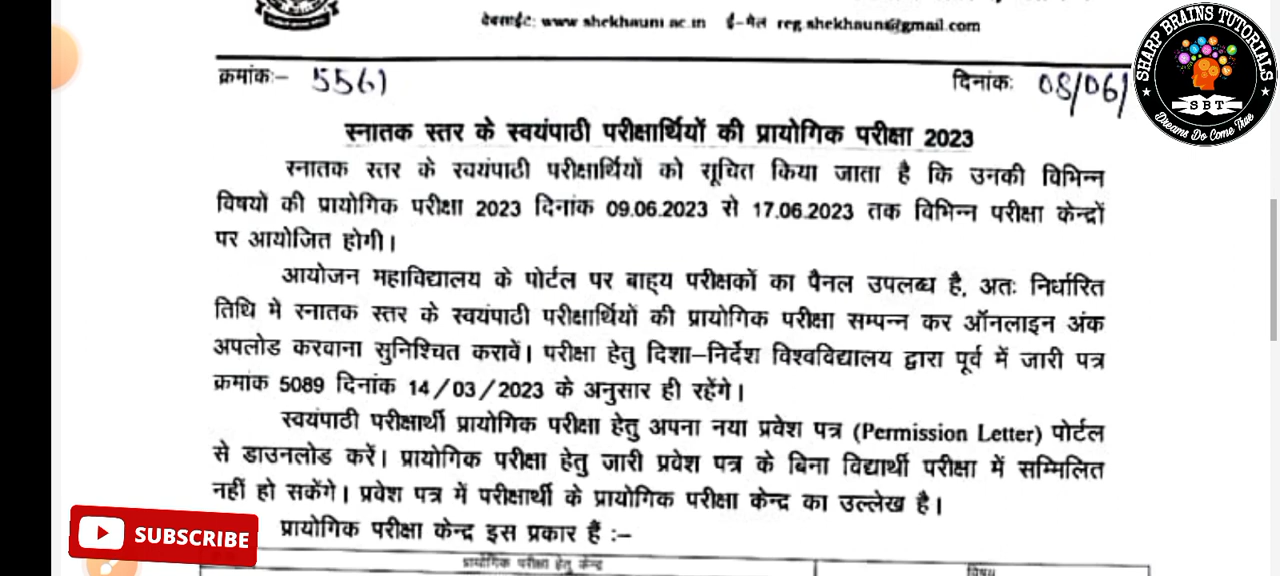 वेबसाईट: www.shekhauni.ac.in ई-मेल reg.shekhauni@gmail.com
क्रमांकः- 5561 दिनांकः 08/06/
SHARP BRAINS TUTORIALS
SBT
Dreams Do Come True
स्नातक स्तर के स्वयंपाठी परीक्षार्थियों की प्रायोगिक परीक्षा 2023
स्नातक स्तर के स्वयंपाठी परीक्षार्थियों को सूचित किया जाता है कि उनकी विभिन्न
विषयों की प्रायोगिक परीक्षा 2023 दिनांक 09.06.2023 से 17.06.2023 तक विभिन्न परीक्षा केन्द्रों
पर आयोजित होगी।
आयोजन महाविद्यालय के पोर्टल पर बाह्य परीक्षकों का पैनल उपलब्ध है, अतः निर्धारित
तिथि में स्नातक स्तर के स्वयंपाठी परीक्षार्थियों की प्रायोगिक परीक्षा सम्पन्न कर ऑनलाइन अंक
अपलोड करवाना सुनिश्चित करावें। परीक्षा हेतु दिशा–निर्देश विश्वविद्यालय द्वारा पूर्व में जारी पत्र
क्रमांक 5089 दिनांक 14/03/2023 के अनुसार ही रहेंगे।
स्वयंपाठी परीक्षार्थी प्रायोगिक परीक्षा हेतु अपना नया प्रवेश पत्र (Permission Letter) पोर्टल
से डाउनलोड करें। प्रायोगिक परीक्षा हेतु जारी प्रवेश पत्र के बिना विद्यार्थी परीक्षा में सम्मिलित
नहीं हो सकेंगे। प्रवेश पत्र में परीक्षार्थी के प्रायोगिक परीक्षा केन्द्र का उल्लेख है।
SUBSCRIBE
प्रायोगिक परीक्षा केन्द्र इस प्रकार हैं :–
प्रायोगिक परीक्षा हेतु केन्द्र विषय